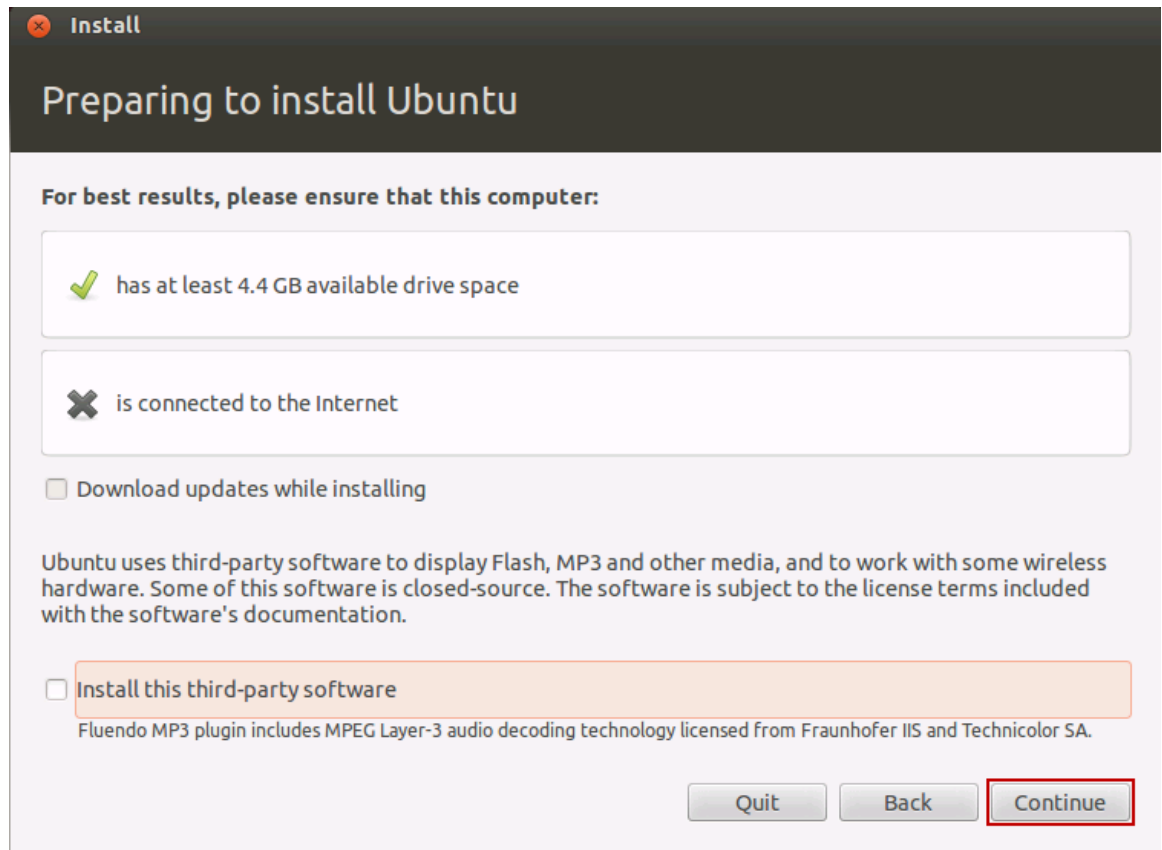 Install
Preparing to install Ubuntu
For best results, please ensure that this computer:
has at least 4.4 GB available drive space
is connected to the Internet
Download updates while installing
Ubuntu uses third-party software to display Flash, MP3 and other media, and to work with some wireless
hardware. Some of this software is closed-source. The software is subject to the license terms included
with the software's documentation.
Install this third-party software
Fluendo MP3 plugin includes MPEG Layer-3 audio decoding technology licensed from Fraunhofer IIS and Technicolor SA.
Quit Back Continue